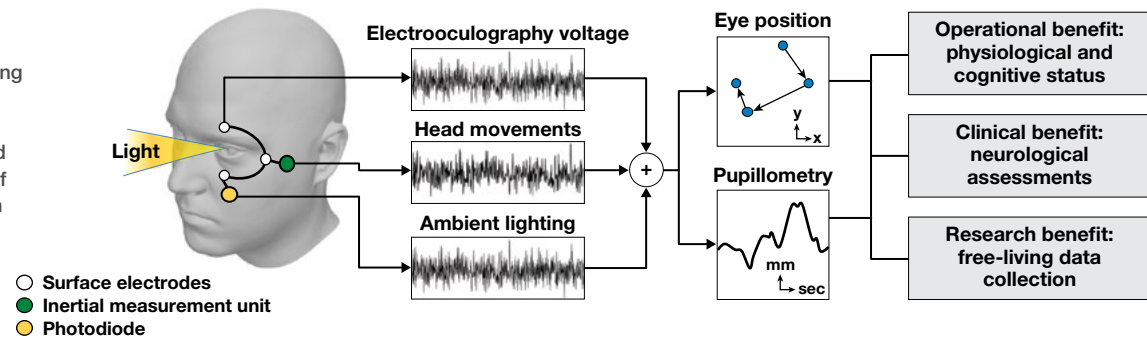 ing
d
f
Light
Surface electrodes
Inertial measurement unit
Photodiode
Electrooculography voltage
Head movements
Ambient lighting
+
Eye position
y
x
Pupillometry
mm
sec
Operational benefit:
physiological and
cognitive status
Clinical benefit:
neurological
assessments
Research benefit:
free-living data
collection